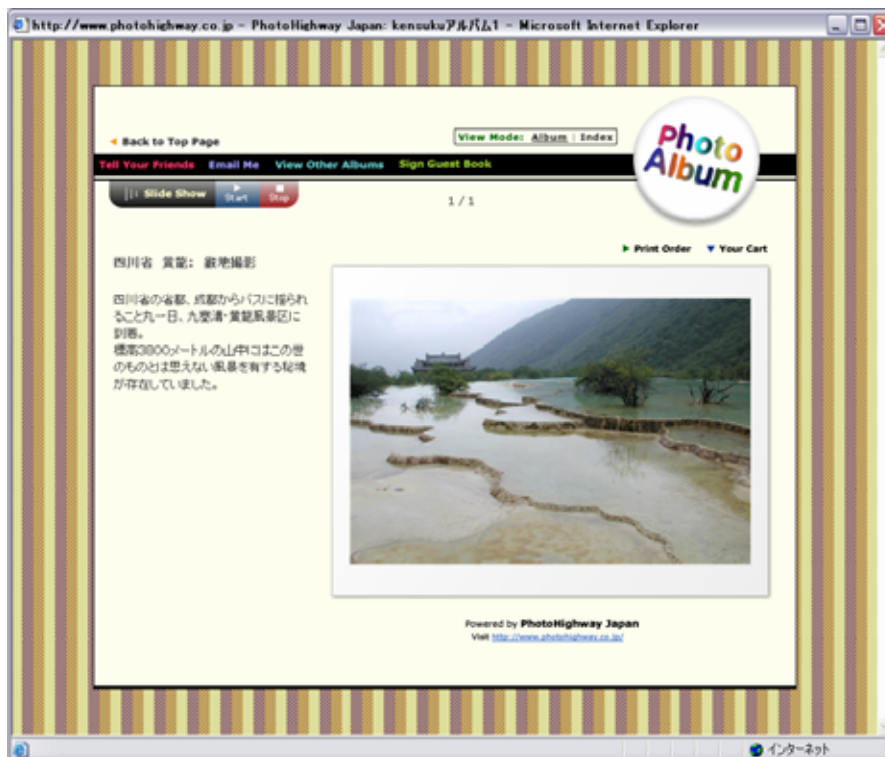 http://www.photohighway.co.jp - PhotoHighway Japan: kensukuアルバム1 - Microsoft Internet Explorer
Back to Top Page
View Mode: Album | Index
Photo Album
Tell Your Friends Email Me View Other Albums Sign Guest Book
Slide Show Start Stop
1 / 1
Print Order Your Cart
四川省 黄龍: 撮影
四川省の省都、成都からバスに揺られ
ること丸一日、九寨溝・黄龍風景区に
到着。
標高3800メートルの山中にはこの世
のものとは思えない風景を有する秘境
が存在していました。
Powered by PhotoHighway Japan
Visit http://www.photohighway.co.jp/
インターネット